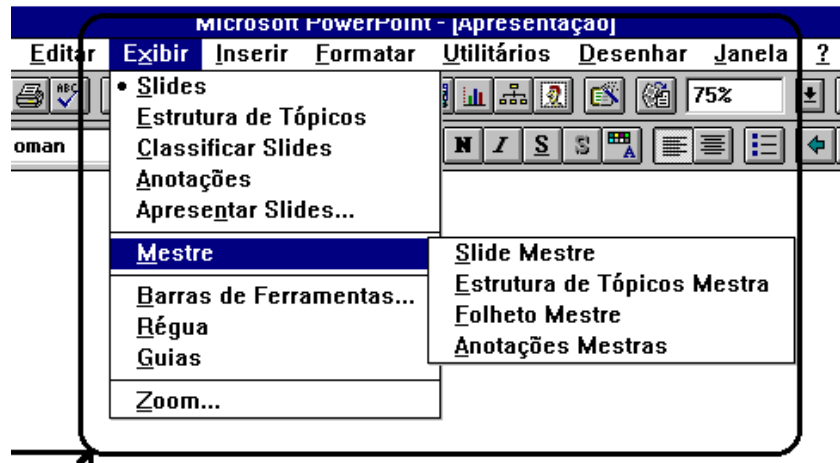 Microsoft PowerPoint - [Apresentação]
Editar Exibir Inserir Formatar Utilitários Desenhar Janela ?
ABC 75%
oman N I S S A
• Slides
Estrutura de Tópicos
Classificar Slides
Anotações
Apresentar Slides...
Mestre
Slide Mestre
Estrutura de Tópicos Mestra
Folheto Mestre
Anotações Mestras
Barras de Ferramentas...
Régua
Guias
Zoom...